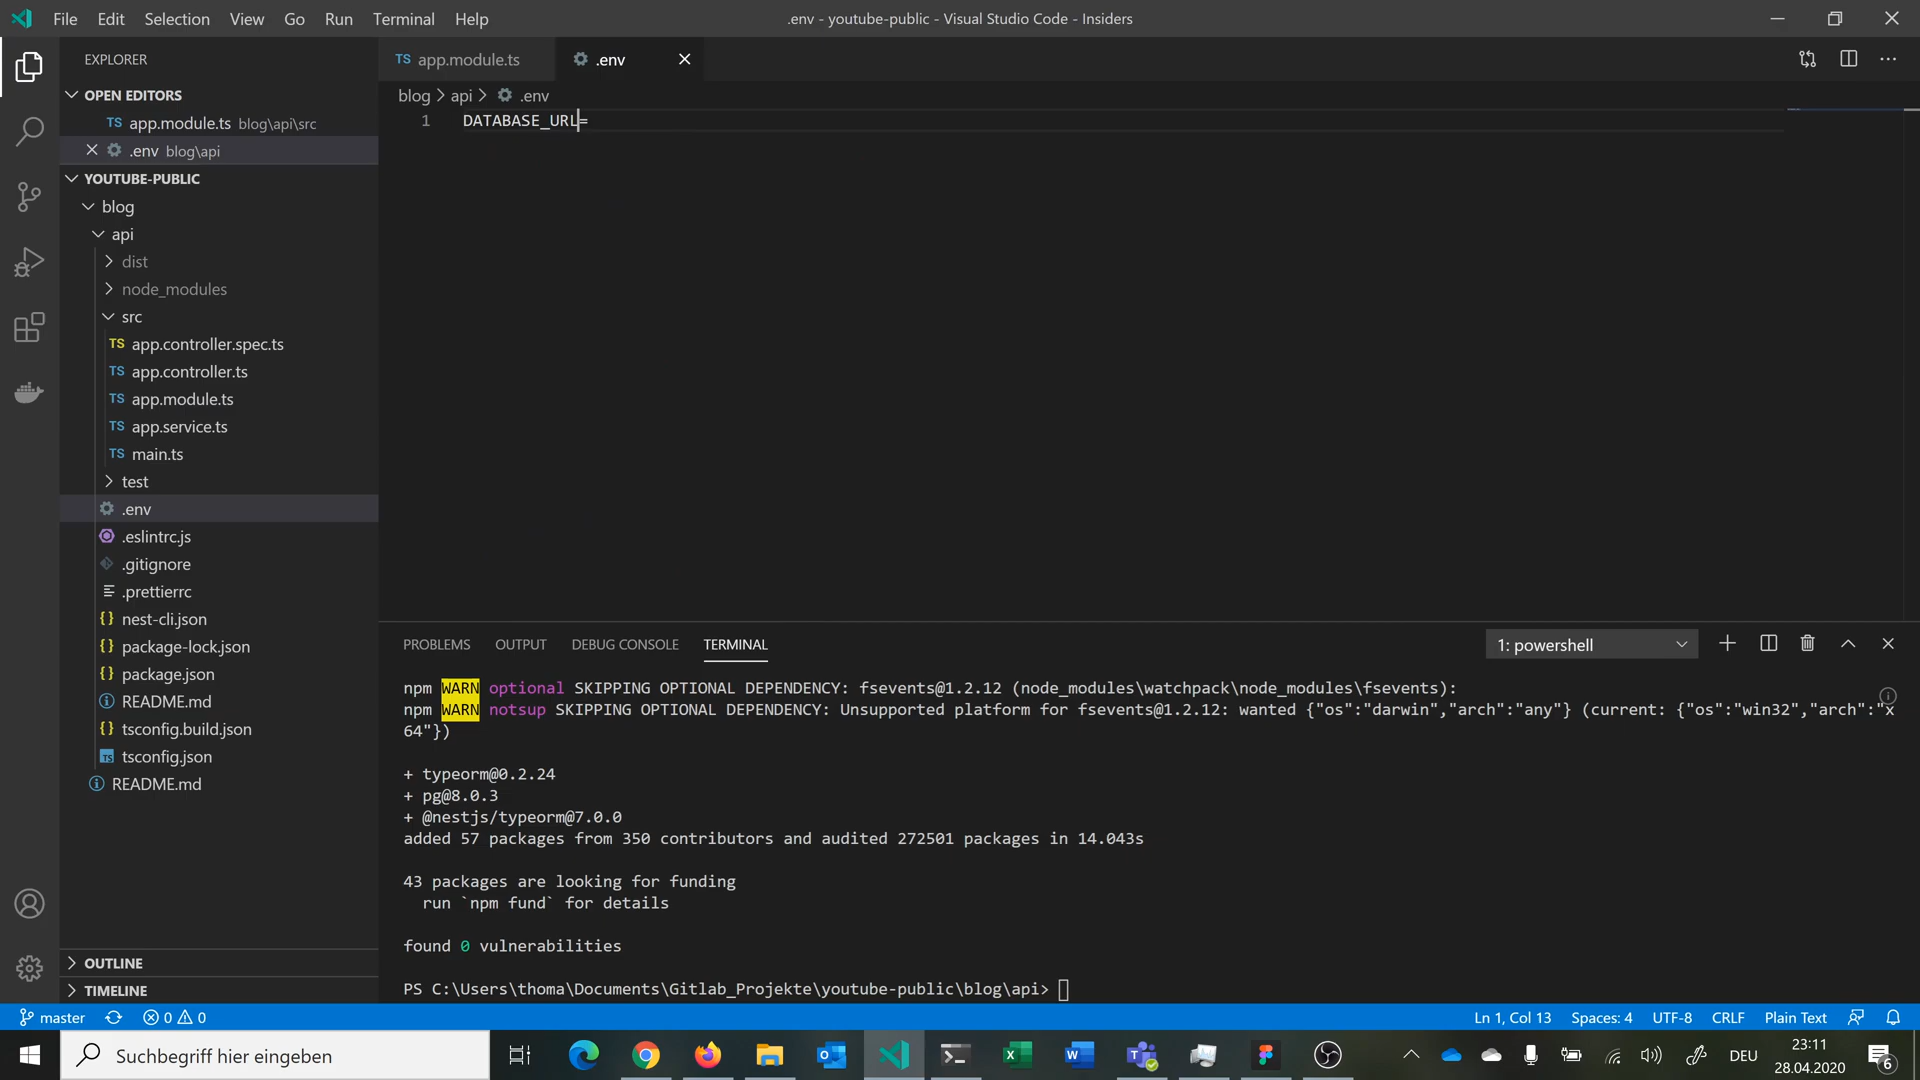 File Edit Selection View Go Run Terminal Help
.env - youtube-public - Visual Studio Code - Insiders
EXPLORER
OPEN EDITORS
TS app.module.ts blog\api\src
.env blog\api
YOUTUBE-PUBLIC
blog
api
dist
node_modules
src
TS app.controller.spec.ts
TS app.controller.ts
TS app.module.ts
TS app.service.ts
TS main.ts
test
.env
.eslintrc.js
.gitignore
.prettierrc
{} nest-cli.json
{} package-lock.json
{} package.json
README.md
{} tsconfig.build.json
TS tsconfig.json
README.md
OUTLINE
TIMELINE
TS app.module.ts
.env
blog > api > .env
1 DATABASE_URL=
PROBLEMS OUTPUT DEBUG CONSOLE TERMINAL
1: powershell
npm WARN optional SKIPPING OPTIONAL DEPENDENCY: fsevents@1.2.12 (node_modules\watchpack\node_modules\fsevents):
npm WARN notsup SKIPPING OPTIONAL DEPENDENCY: Unsupported platform for fsevents@1.2.12: wanted {"os":"darwin","arch":"any"} (current: {"os":"win32","arch":"x
64"})
+ typeorm@0.2.24
+ pg@8.0.3
+ @nestjs/typeorm@7.0.0
added 57 packages from 350 contributors and audited 272501 packages in 14.043s
43 packages are looking for funding
run `npm fund` for details
found 0 vulnerabilities
PS C:\Users\thoma\Documents\Gitlab_Projekte\youtube-public\blog\api>
master 0 0
Ln 1, Col 13 Spaces: 4 UTF-8 CRLF Plain Text
Suchbegriff hier eingeben
DEU
23:11
28.04.2020
6